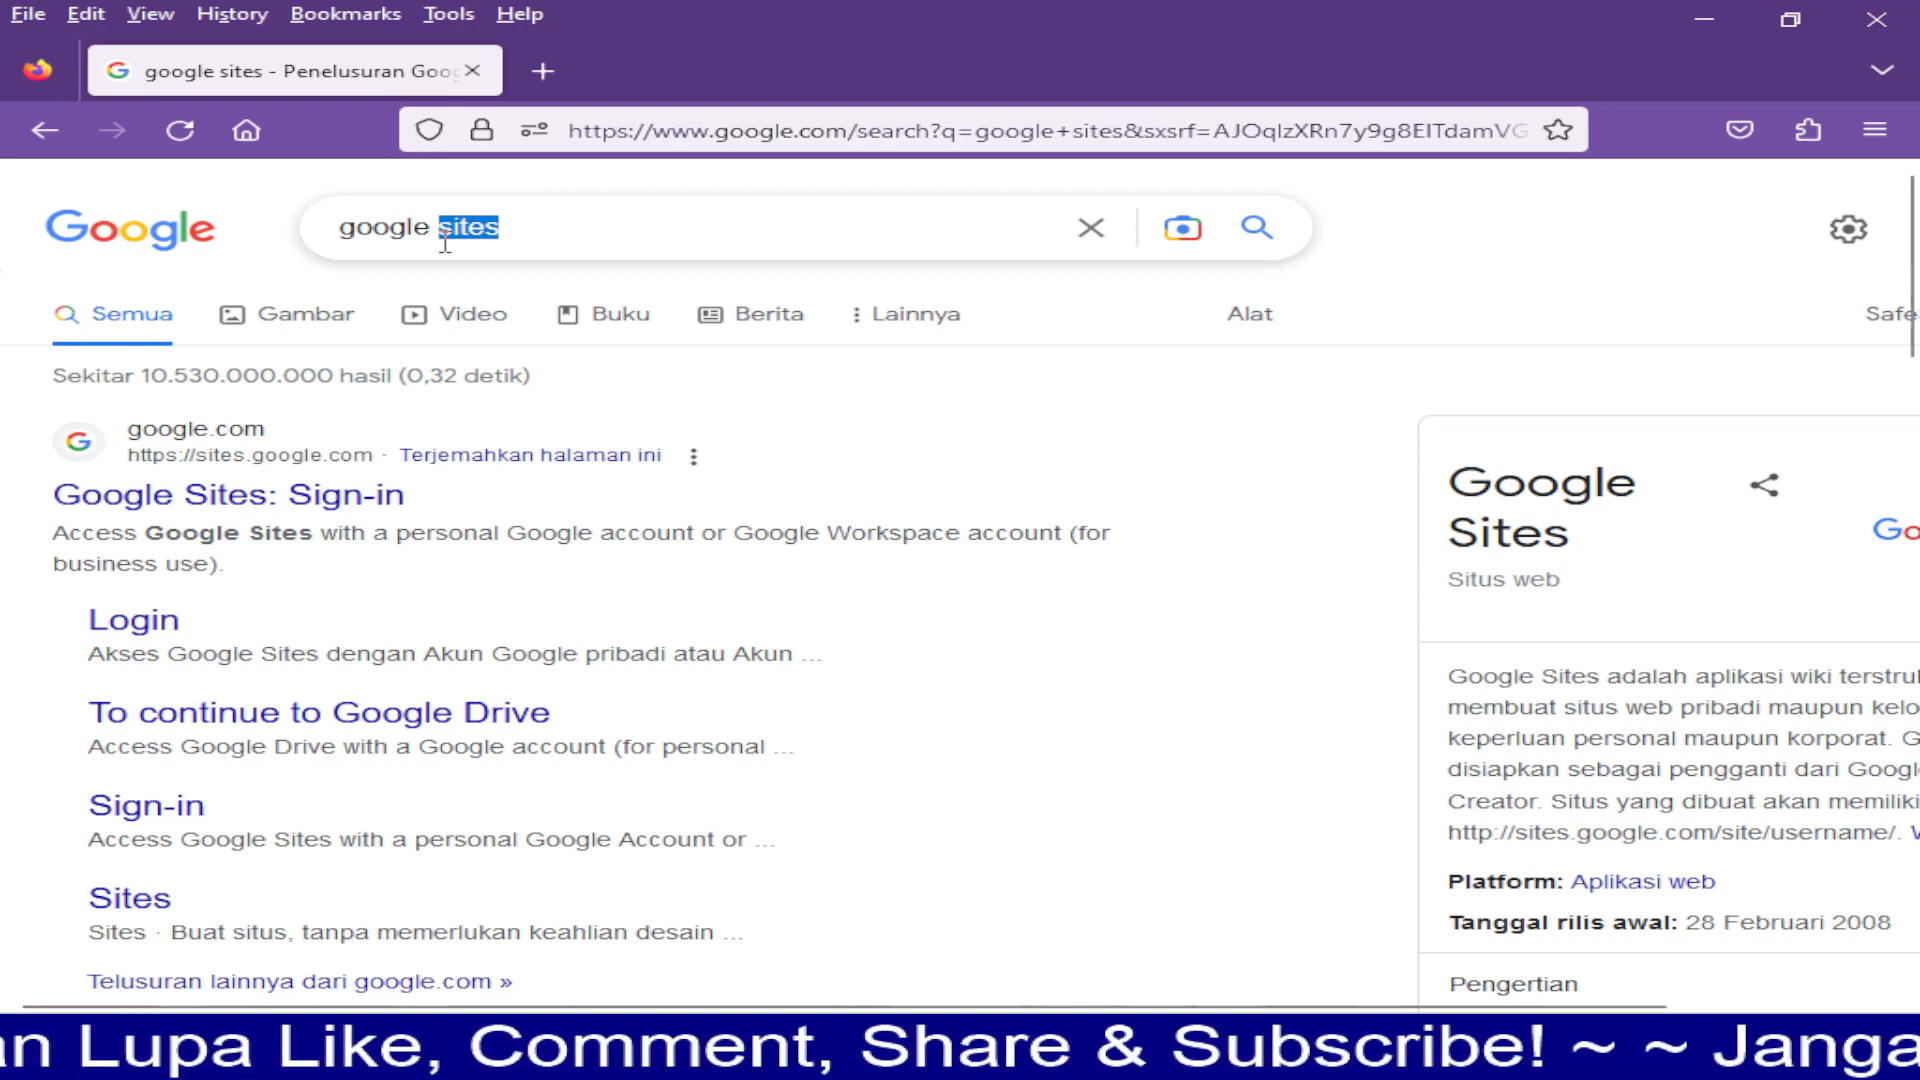 File Edit View History Bookmarks Tools Help
google sites - Penelusuran Goog
https://www.google.com/search?q=google+sites&sxsrf=AJOqlzXRn7y9g8EITdamVG
Google
google sites
Semua Gambar Video Buku Berita Lainnya Alat Safe
Sekitar 10.530.000.000 hasil (0,32 detik)
google.com
https://sites.google.com · Terjemahkan halaman ini
Google Sites: Sign-in
Access Google Sites with a personal Google account or Google Workspace account (for
business use).
Login
Akses Google Sites dengan Akun Google pribadi atau Akun ...
To continue to Google Drive
Access Google Drive with a Google account (for personal ...
Sign-in
Access Google Sites with a personal Google Account or ...
Sites
Sites · Buat situs, tanpa memerlukan keahlian desain ...
Telusuran lainnya dari google.com »
Google
Sites
Go
Situs web
Google Sites adalah aplikasi wiki terstruk
membuat situs web pribadi maupun kelo
keperluan personal maupun korporat. G
disiapkan sebagai pengganti dari Googl
Creator. Situs yang dibuat akan memiliki
http://sites.google.com/site/username/. W
Platform: Aplikasi web
Tanggal rilis awal: 28 Februari 2008
Pengertian
an Lupa Like, Comment, Share & Subscribe! ~ ~ Janga